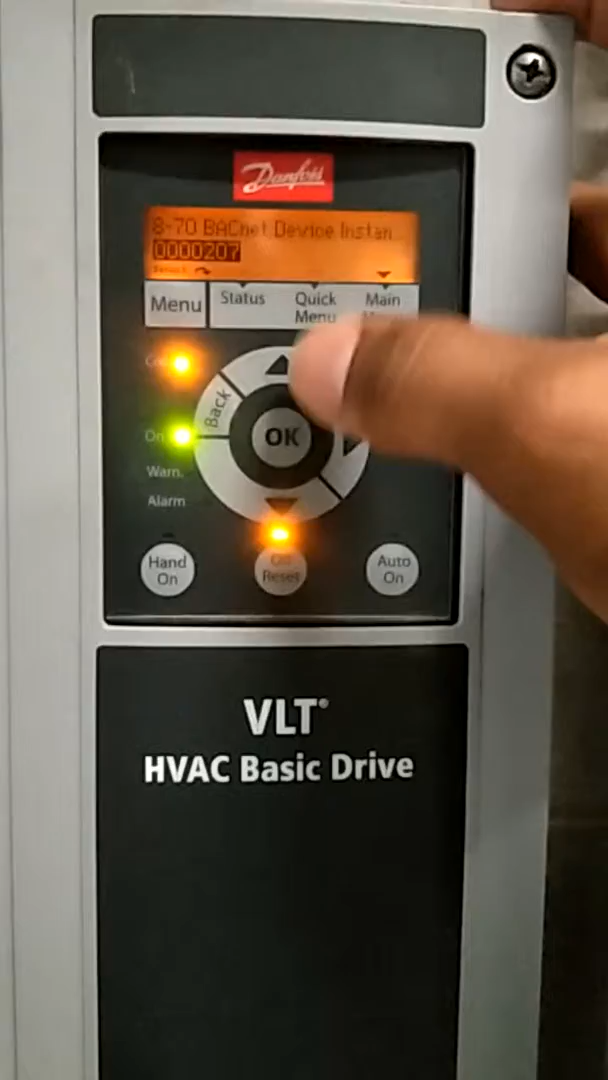 Danfoss
8-70 BACnet Device Instan...
0000207
Menu
Status
Quick
Menu
Main
Back
OK
On
Warn.
Alarm
Hand
On
Off
Reset
Auto
On
VLT®
HVAC Basic Drive